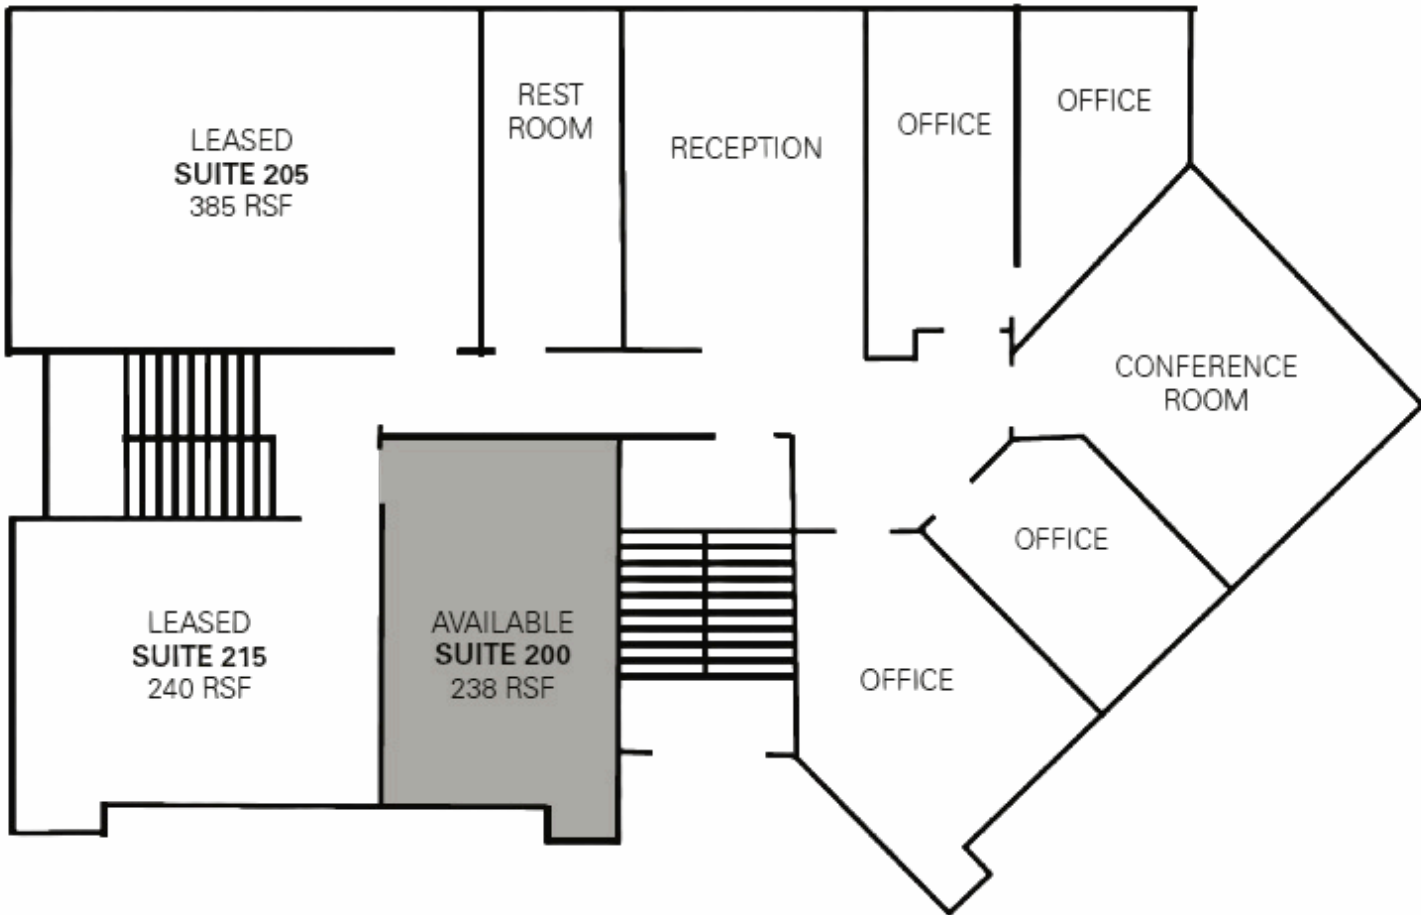 LEASED
SUITE 205
385 RSF
REST
ROOM
RECEPTION
OFFICE
OFFICE
CONFERENCE
ROOM
OFFICE
LEASED
SUITE 215
240 RSF
AVAILABLE
SUITE 200
238 RSF
OFFICE